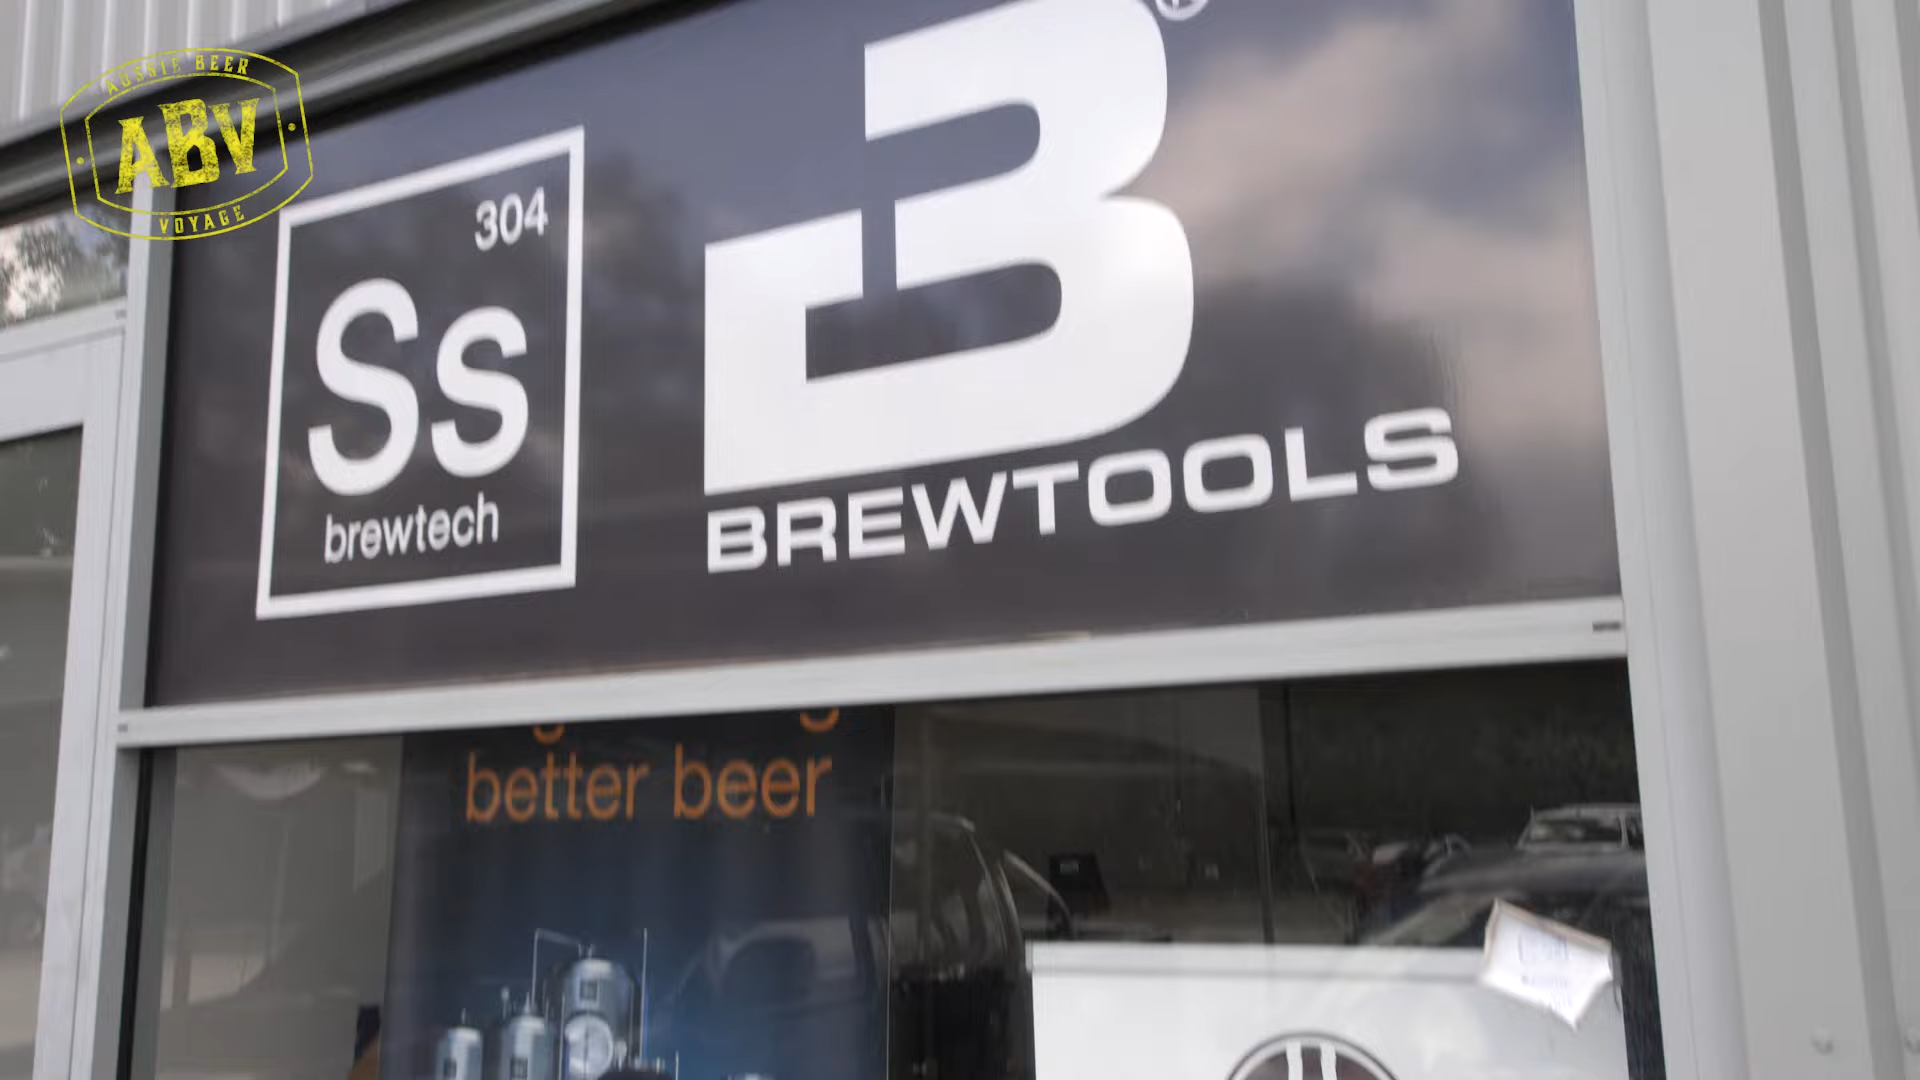 AUSSIE BEER
ABV
VOYAGE
304
Ss
brewtech
B
BREWTOOLS
better beer